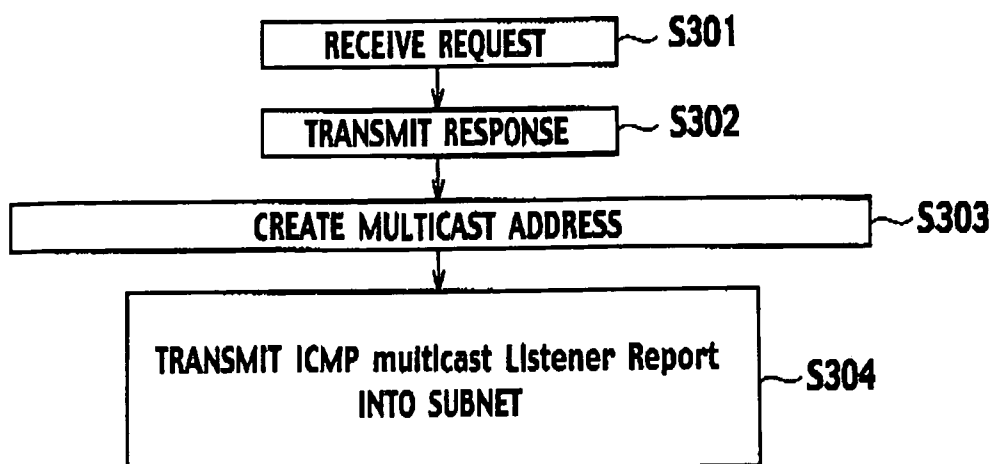 RECEIVE REQUEST S301
TRANSMIT RESPONSE S302
CREATE MULTICAST ADDRESS S303
TRANSMIT ICMP multicast Listener Report
INTO SUBNET
S304